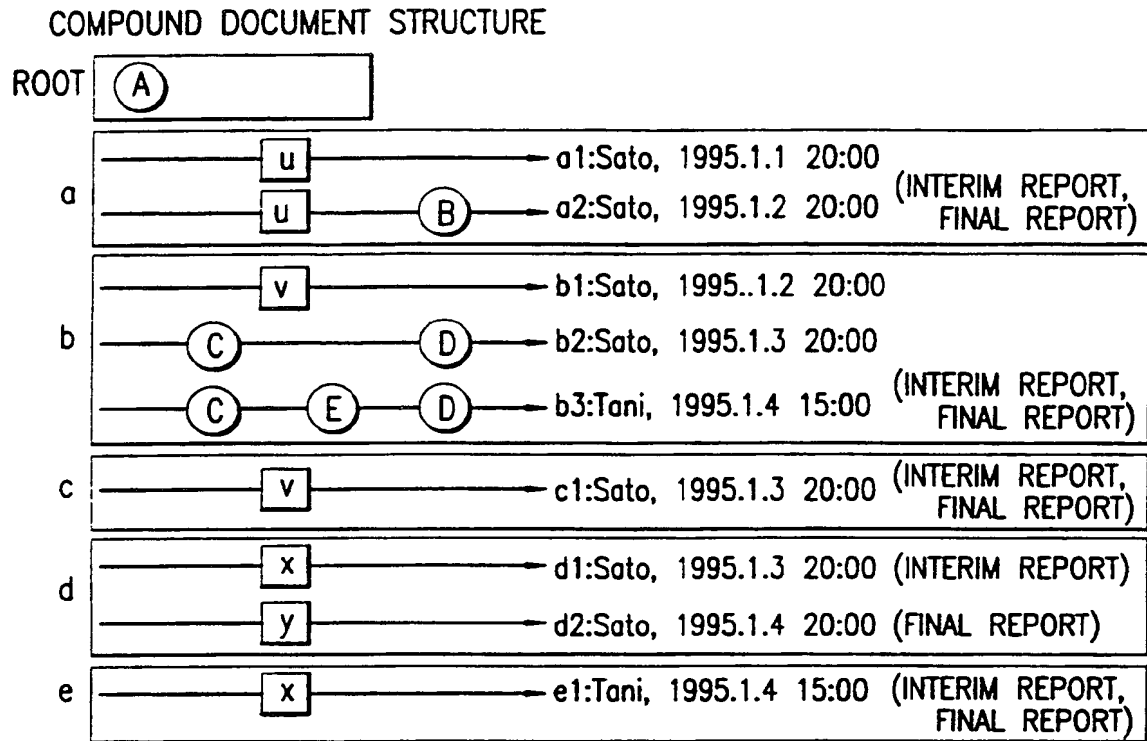 COMPOUND DOCUMENT STRUCTURE
ROOT A
a
u a1:Sato, 1995.1.1 20:00
u B a2:Sato, 1995.1.2 20:00 (INTERIM REPORT,
FINAL REPORT)
b
v b1:Sato, 1995..1.2 20:00
C D b2:Sato, 1995.1.3 20:00
C E D b3:Tani, 1995.1.4 15:00 (INTERIM REPORT,
FINAL REPORT)
c v c1:Sato, 1995.1.3 20:00 (INTERIM REPORT,
FINAL REPORT)
d
x d1:Sato, 1995.1.3 20:00 (INTERIM REPORT)
y d2:Sato, 1995.1.4 20:00 (FINAL REPORT)
e x e1:Tani, 1995.1.4 15:00 (INTERIM REPORT,
FINAL REPORT)